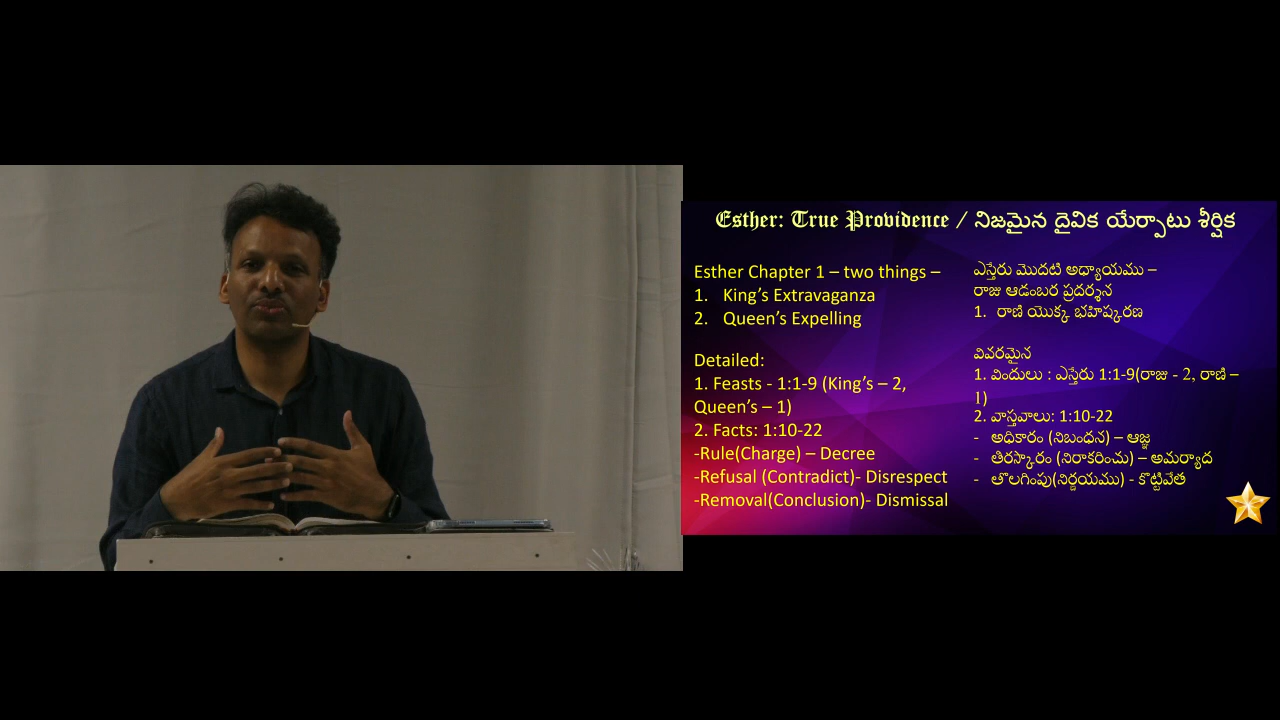 Esther: True Providence / నిజమైన దైవిక యేర్పాటు శీర్షిక
Esther Chapter 1 – two things –
1. King's Extravaganza
2. Queen's Expelling
Detailed:
1. Feasts - 1:1-9 (King's – 2,
Queen's – 1)
2. Facts: 1:10-22
-Rule(Charge) – Decree
-Refusal (Contradict)- Disrespect
-Removal(Conclusion)- Dismissal
ఎస్తేరు మొదటి అధ్యాయము –
రాజు ఆడంబర ప్రదర్శన
1. రాణి యొక్క భహిష్కరణ
వివరమైన
1. విందులు : ఎస్తేరు 1:1-9(రాజు - 2, రాణి –
1)
2. వాస్తవాలు: 1:10-22
- అధికారం (నిబంధన) – ఆజ్ఞ
- తిరస్కారం (నిరాకరించు) – అమర్యాద
- తొలగింపు(నిర్ణయము) - కొట్టివేత